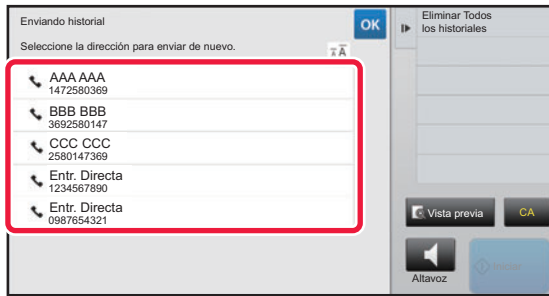 Enviando historial
OK
Seleccione la dirección para enviar de nuevo.
AAA AAA
1472580369
BBB BBB
3692580147
CCC CCC
2580147369
Entr. Directa
1234567890
Entr. Directa
0987654321
Eliminar Todos
los historiales
Vista previa
CA
Altavoz